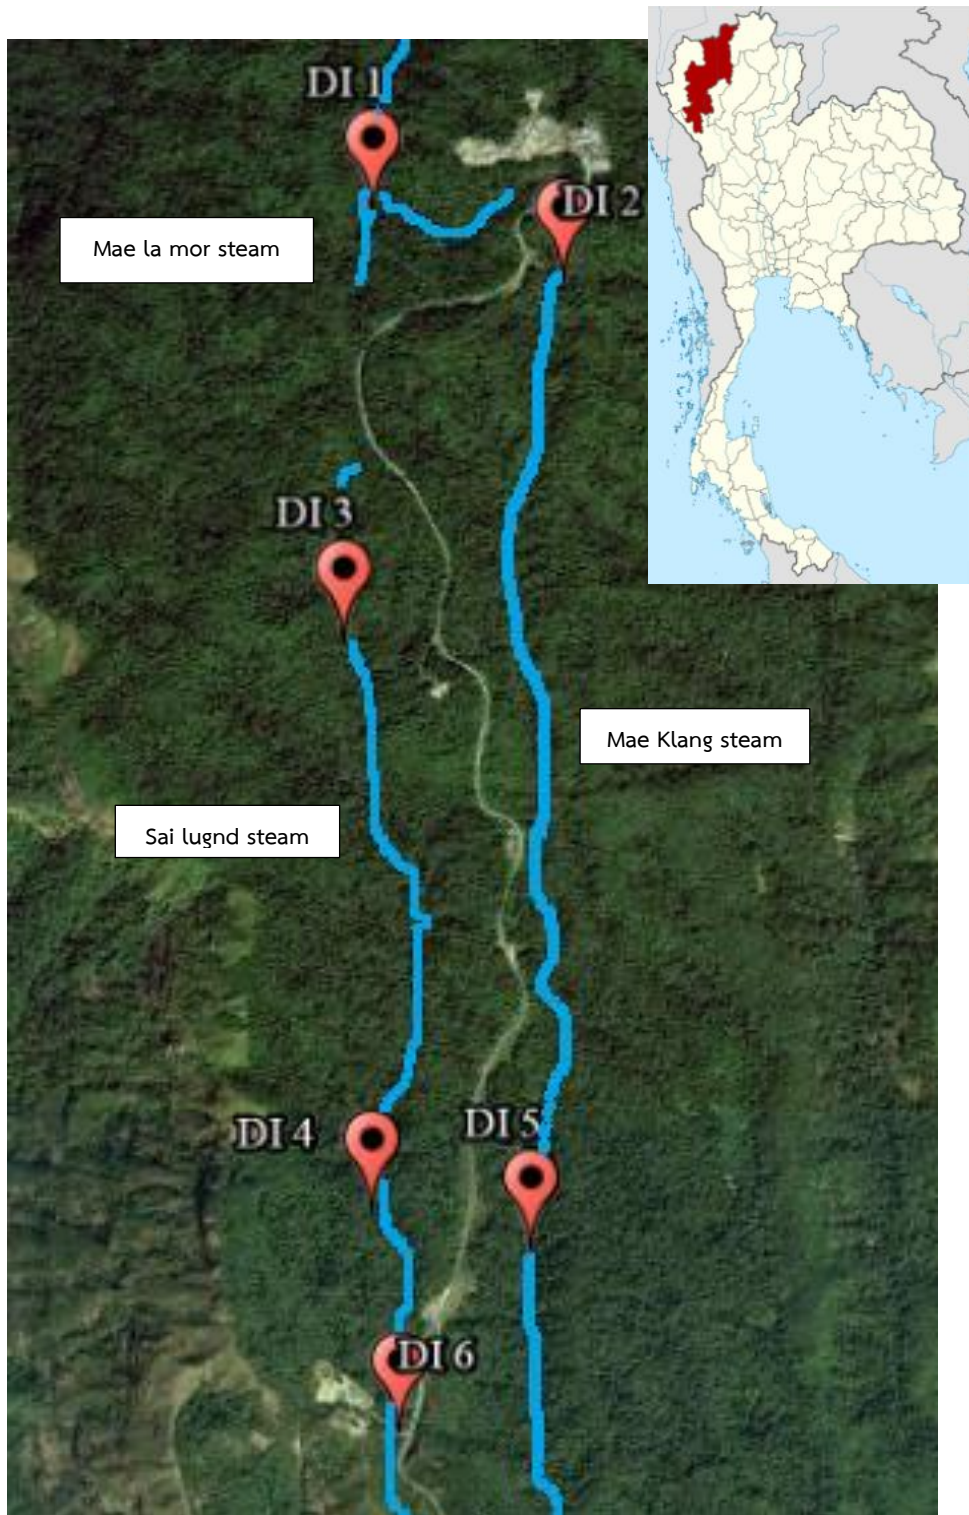 DI 1
DI 2
Mae la mor steam
DI 3
Mae Klang steam
Sai lugnd steam
DI 4
DI 5
DI 6